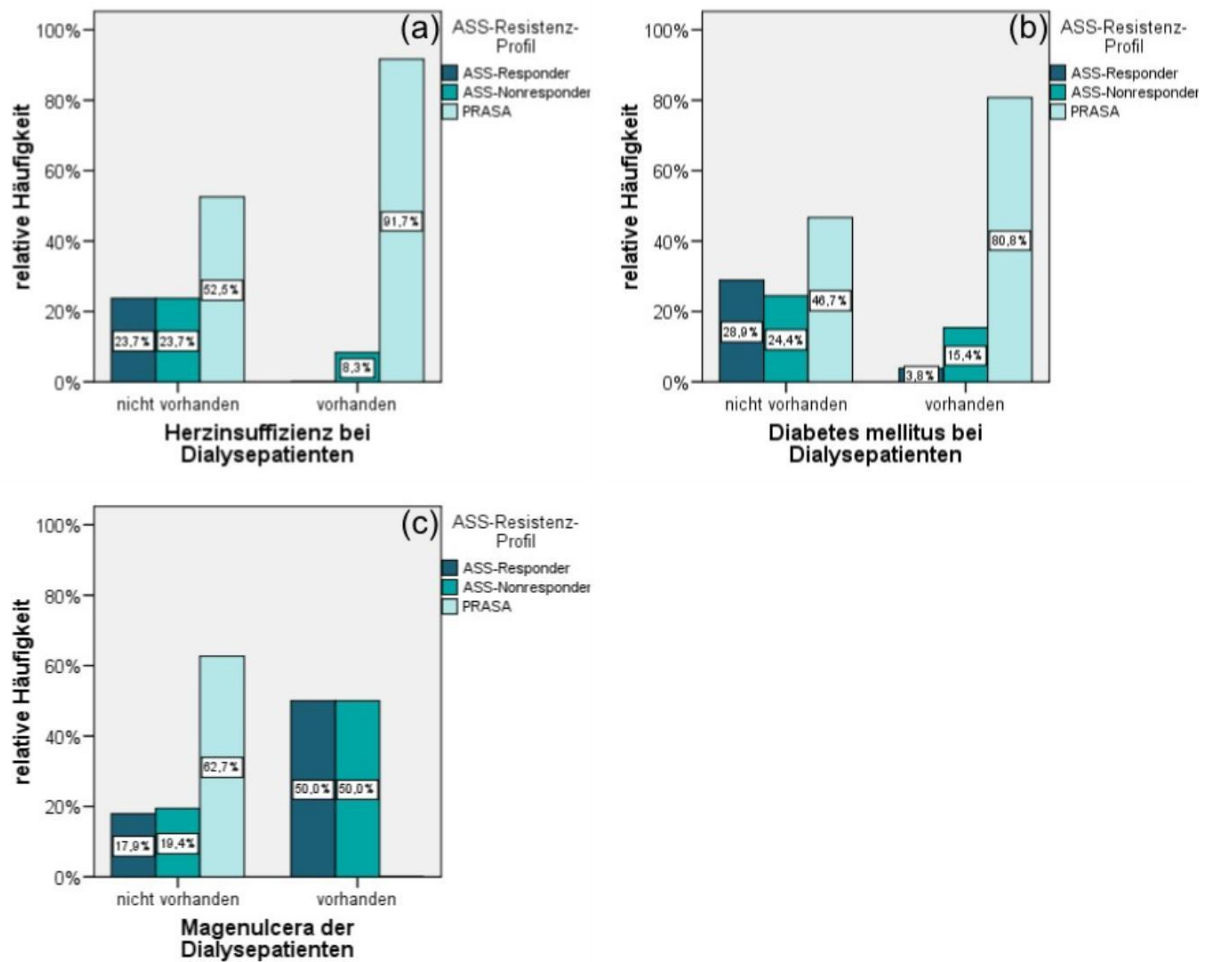 (a)
ASS-Resistenz-
Profil
ASS-Responder
ASS-Nonresponder
PRASA
relative Häufigkeit
100%
80%
60%
40%
20%
0%
23,7%
23,7%
52,5%
8,3%
91,7%
nicht vorhanden
vorhanden
Herzinsuffizienz bei
Dialysepatienten
(b)
ASS-Resistenz-
Profil
ASS-Responder
ASS-Nonresponder
PRASA
relative Häufigkeit
100%
80%
60%
40%
20%
0%
28,9%
24,4%
46,7%
3,8%
15,4%
80,8%
nicht vorhanden
vorhanden
Diabetes mellitus bei
Dialysepatienten
(c)
ASS-Resistenz-
Profil
ASS-Responder
ASS-Nonresponder
PRASA
relative Häufigkeit
100%
80%
60%
40%
20%
0%
17,9%
19,4%
62,7%
50,0%
50,0%
nicht vorhanden
vorhanden
Magenulcera der
Dialysepatienten